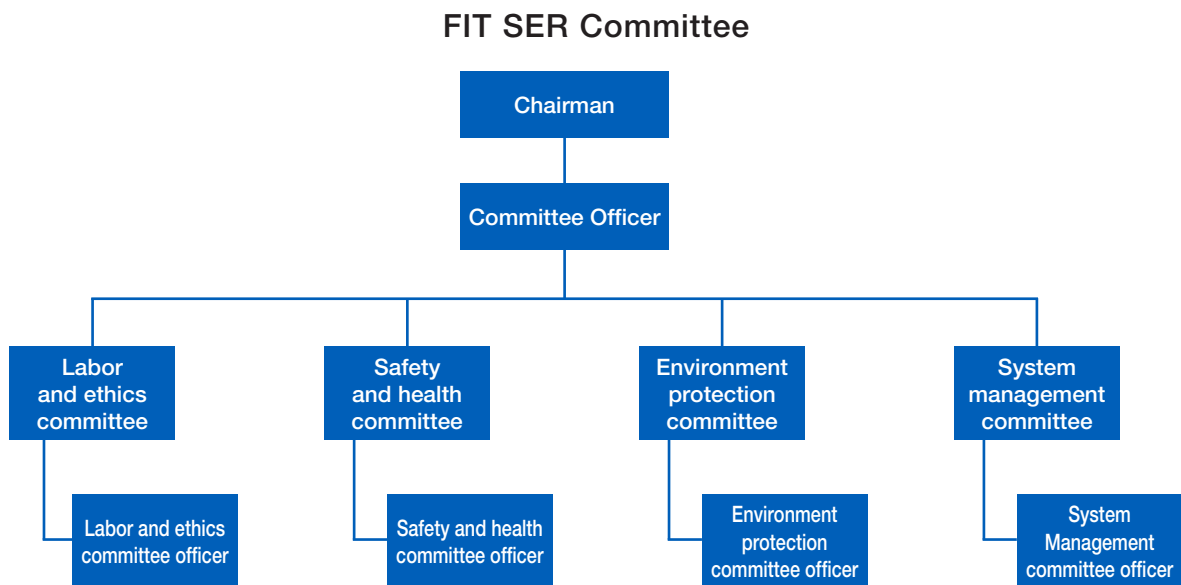 FIT SER Committee
Chairman
Committee Officer
Labor
and ethics
committee
Safety
and health
committee
Environment
protection
committee
System
management
committee
Labor and ethics
committee officer
Safety and health
committee officer
Environment
protection
committee officer
System
Management
committee officer